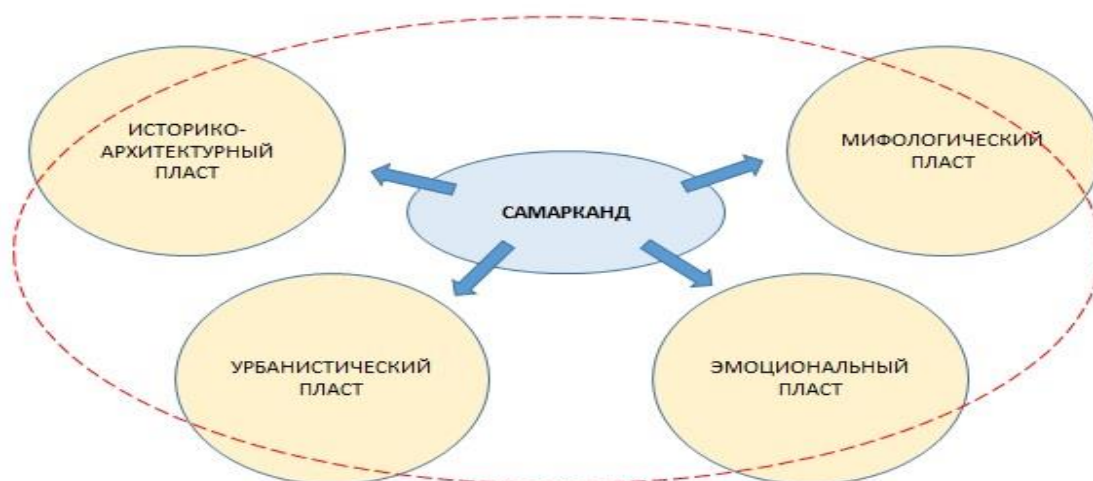 ИСТОРИКО-
АРХИТЕКТУРНЫЙ
ПЛАСТ
МИФОЛОГИЧЕСКИЙ
ПЛАСТ
САМАРКАНД
УРБАНИСТИЧЕСКИЙ
ПЛАСТ
ЭМОЦИОНАЛЬНЫЙ
ПЛАСТ